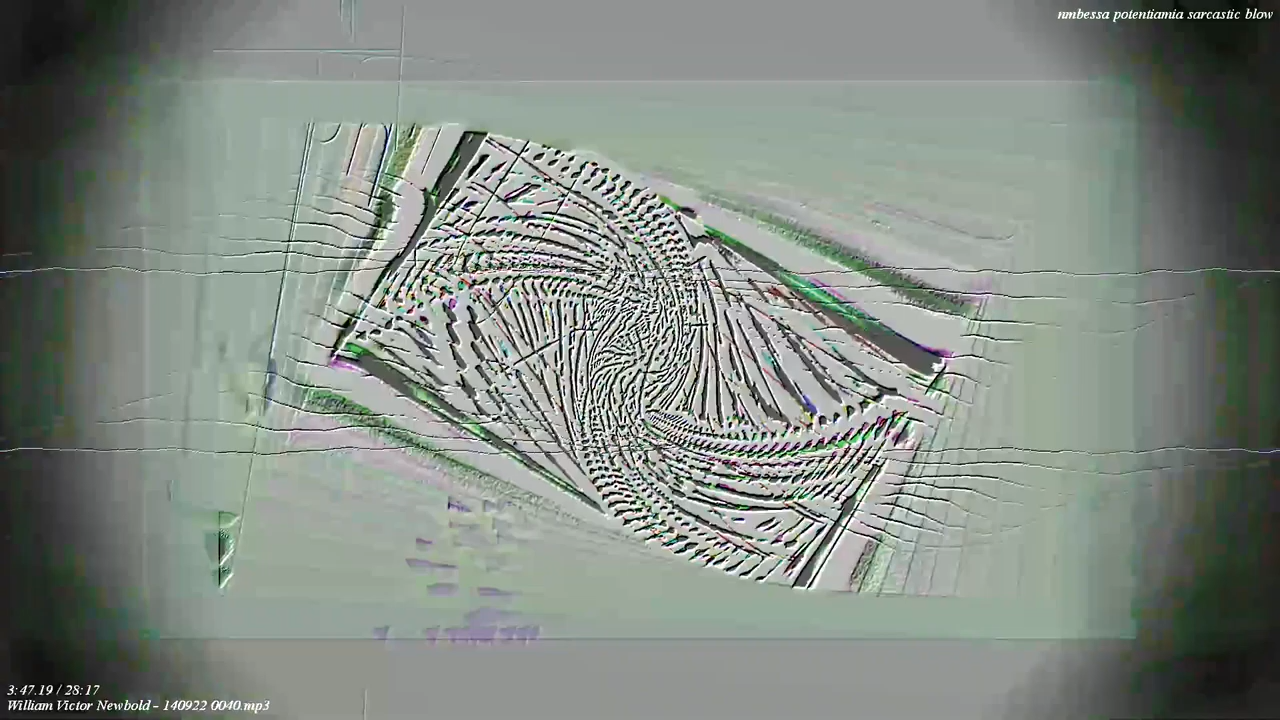 nmbessa potentiamia sarcastic blow
3:47.19 / 28:17
William Victor Newbold - 140922 0040.mp3